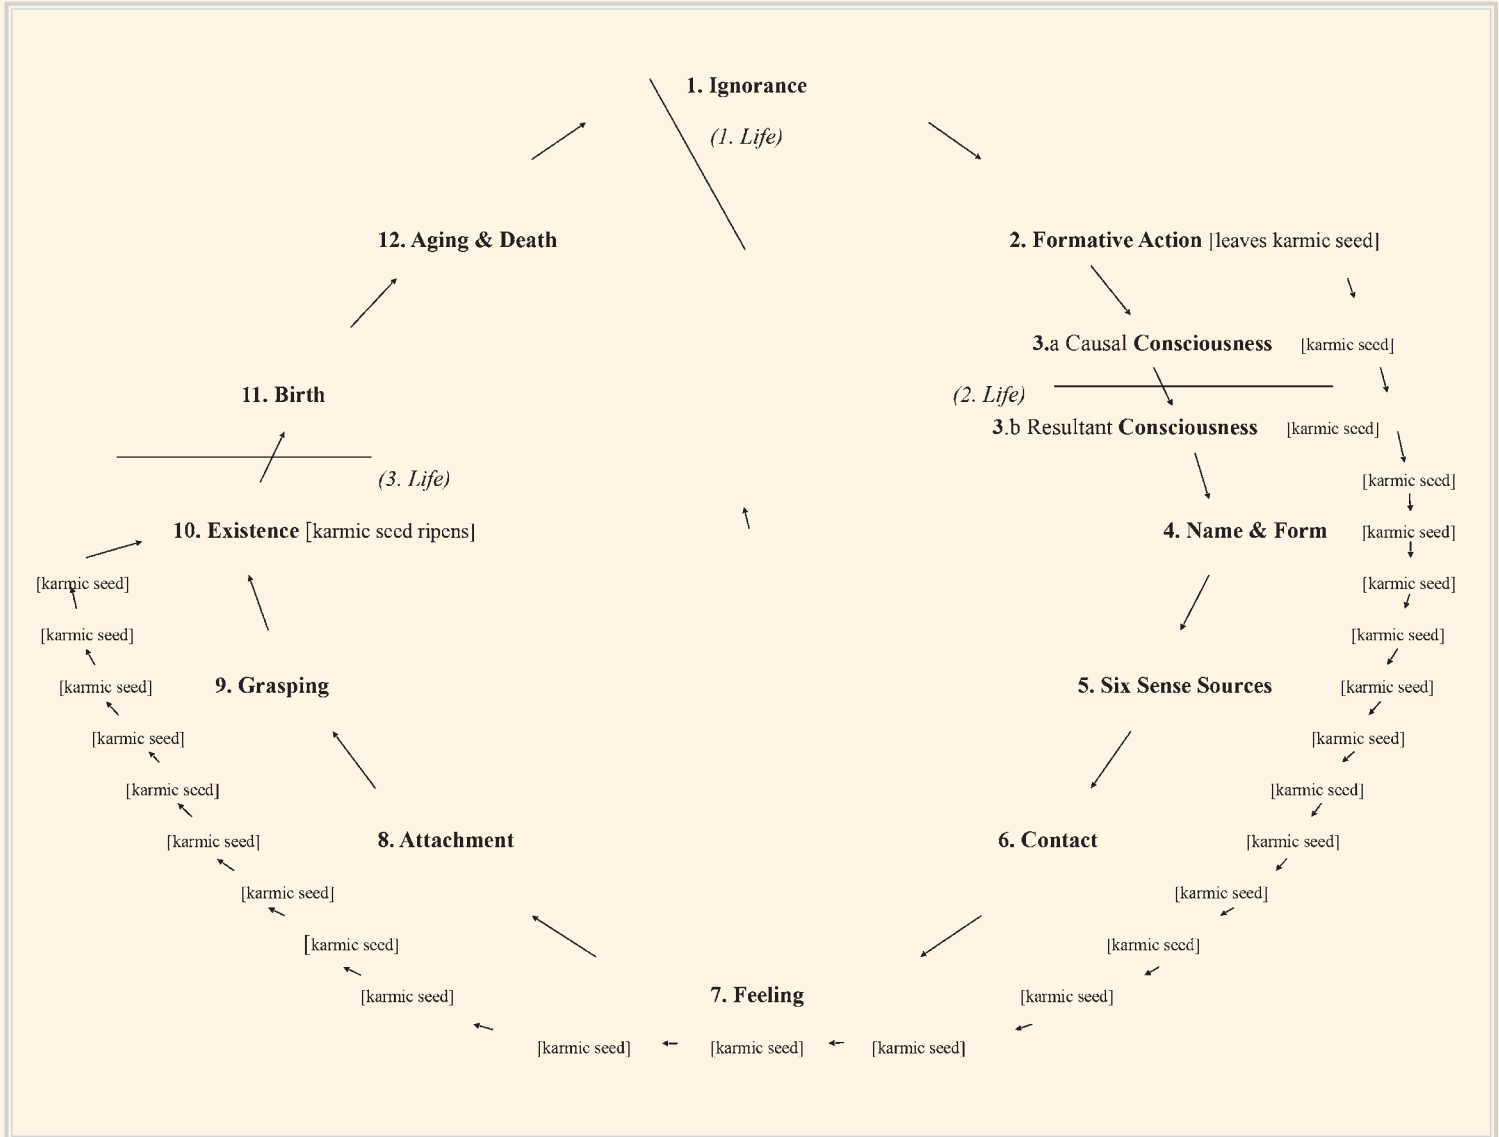 1. Ignorance
(1. Life)
12. Aging & Death
2. Formative Action [leaves karmic seed]
3.a Causal Consciousness [karmic seed]
11. Birth
(2. Life)
3.b Resultant Consciousness [karmic seed]
(3. Life)
[karmic seed]
10. Existence [karmic seed ripens]
4. Name & Form [karmic seed]
[karmic seed]
[karmic seed]
[karmic seed]
[karmic seed]
[karmic seed]
9. Grasping
5. Six Sense Sources [karmic seed]
[karmic seed]
[karmic seed]
[karmic seed]
[karmic seed]
[karmic seed]
8. Attachment
6. Contact
[karmic seed]
[karmic seed]
[karmic seed]
[karmic seed]
[karmic seed]
[karmic seed]
7. Feeling
[karmic seed]
[karmic seed]
[karmic seed]
[karmic seed]